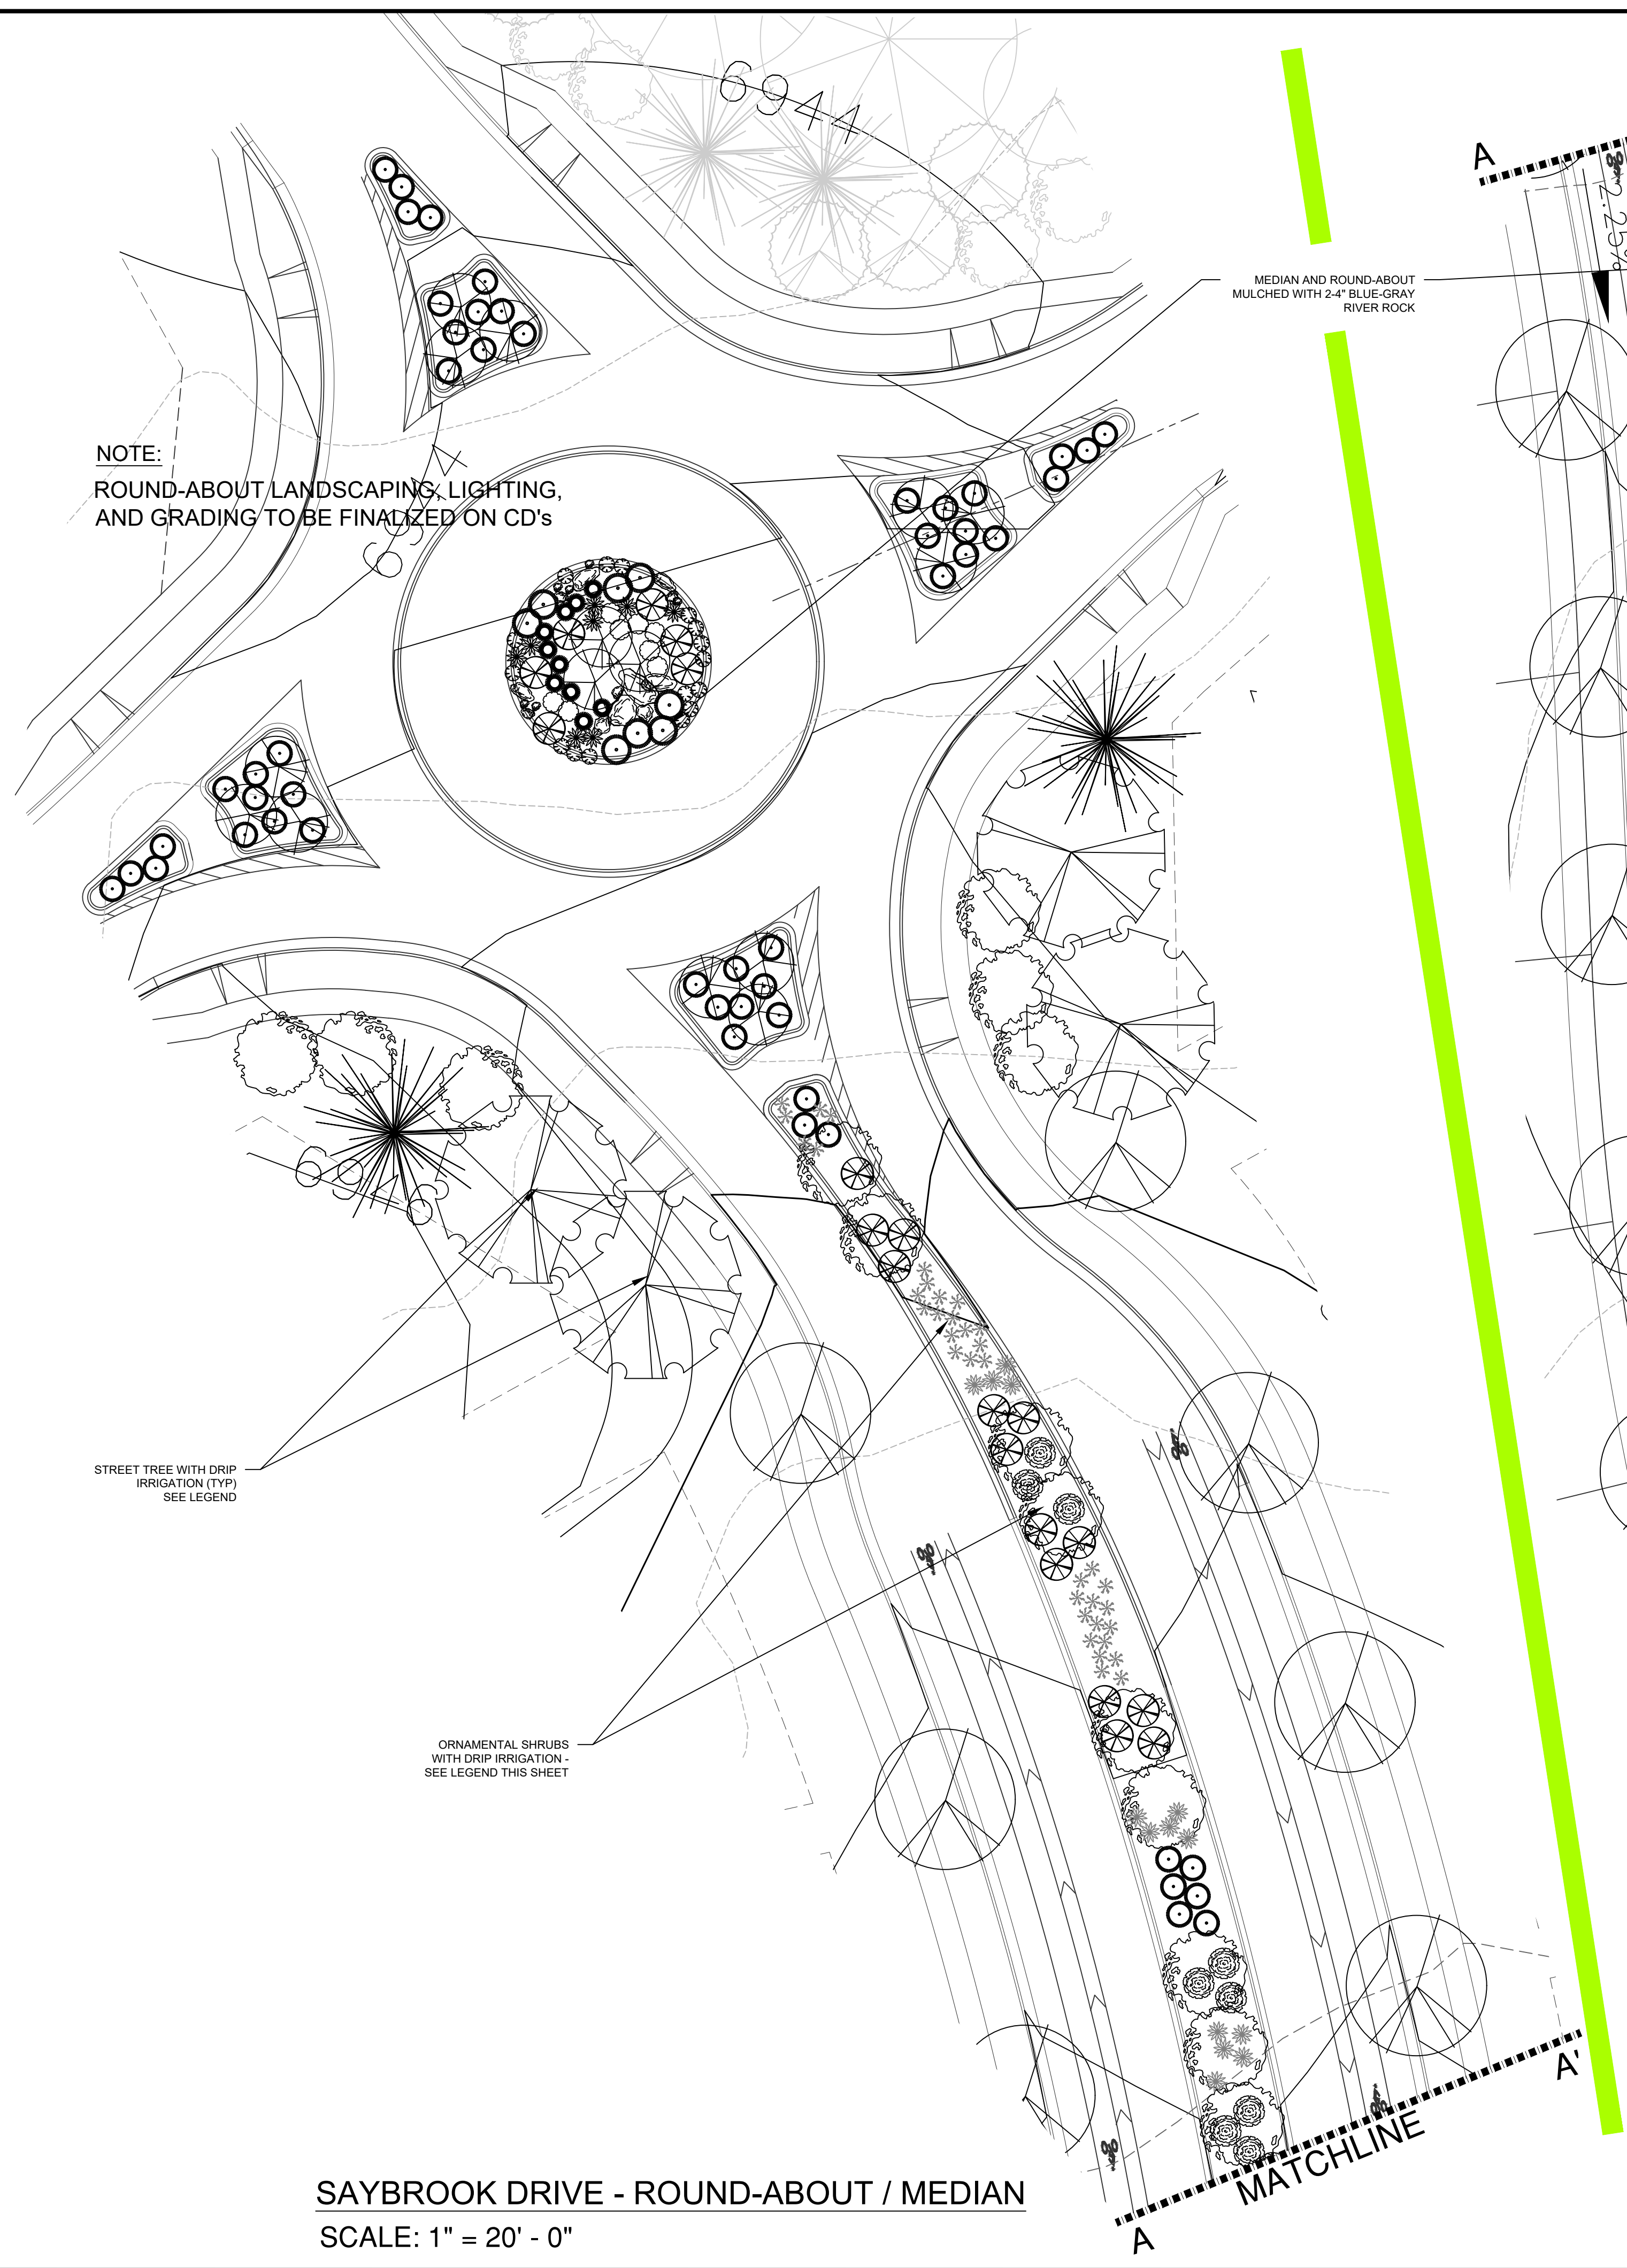 6944
A
2.25%
MEDIAN AND ROUND-ABOUT
MULCHED WITH 2-4" BLUE-GRAY
RIVER ROCK
NOTE:
ROUND-ABOUT LANDSCAPING, LIGHTING,
AND GRADING TO BE FINALIZED ON CD's
STREET TREE WITH DRIP
IRRIGATION (TYP)
SEE LEGEND
ORNAMENTAL SHRUBS
WITH DRIP IRRIGATION -
SEE LEGEND THIS SHEET
A'
MATCHLINE
A
SAYBROOK DRIVE - ROUND-ABOUT / MEDIAN
SCALE: 1" = 20' - 0"